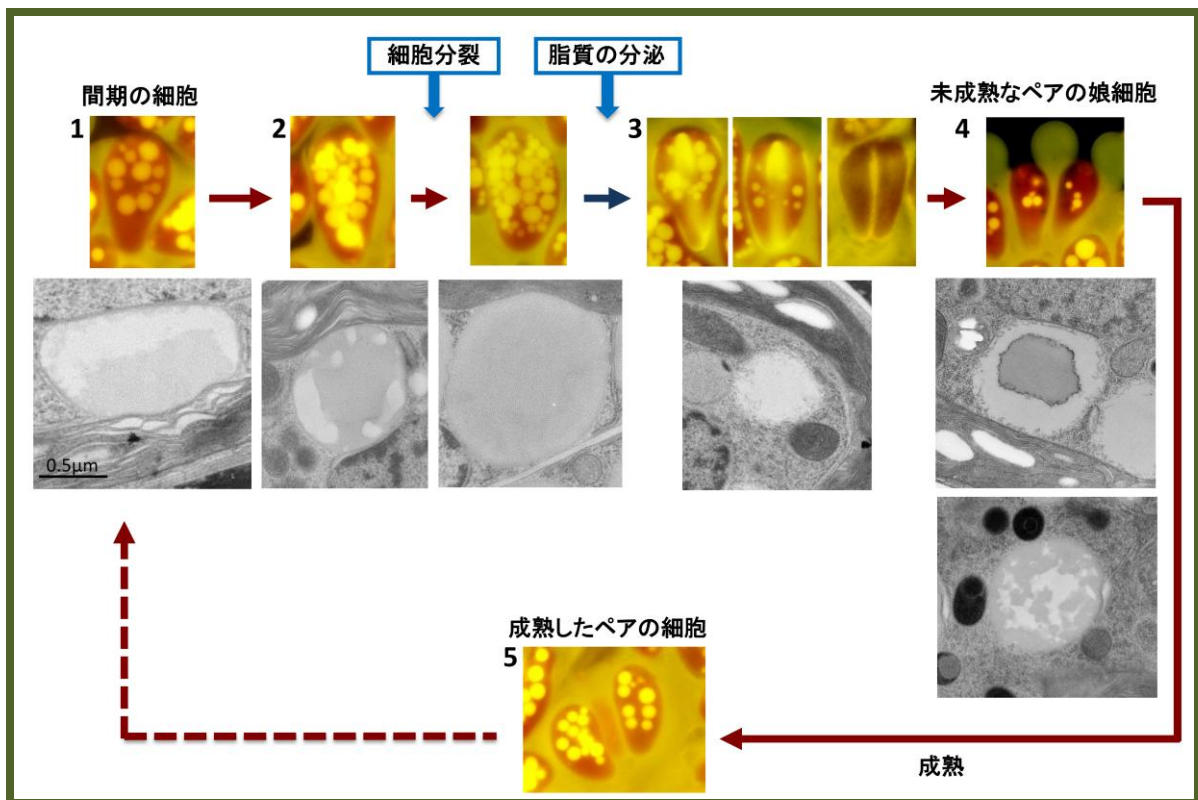 細胞分裂
脂質の分泌
間期の細胞
未成熟なペアの娘細胞
1
2
3
4
0.5µm
成熟したペアの細胞
5
成熟